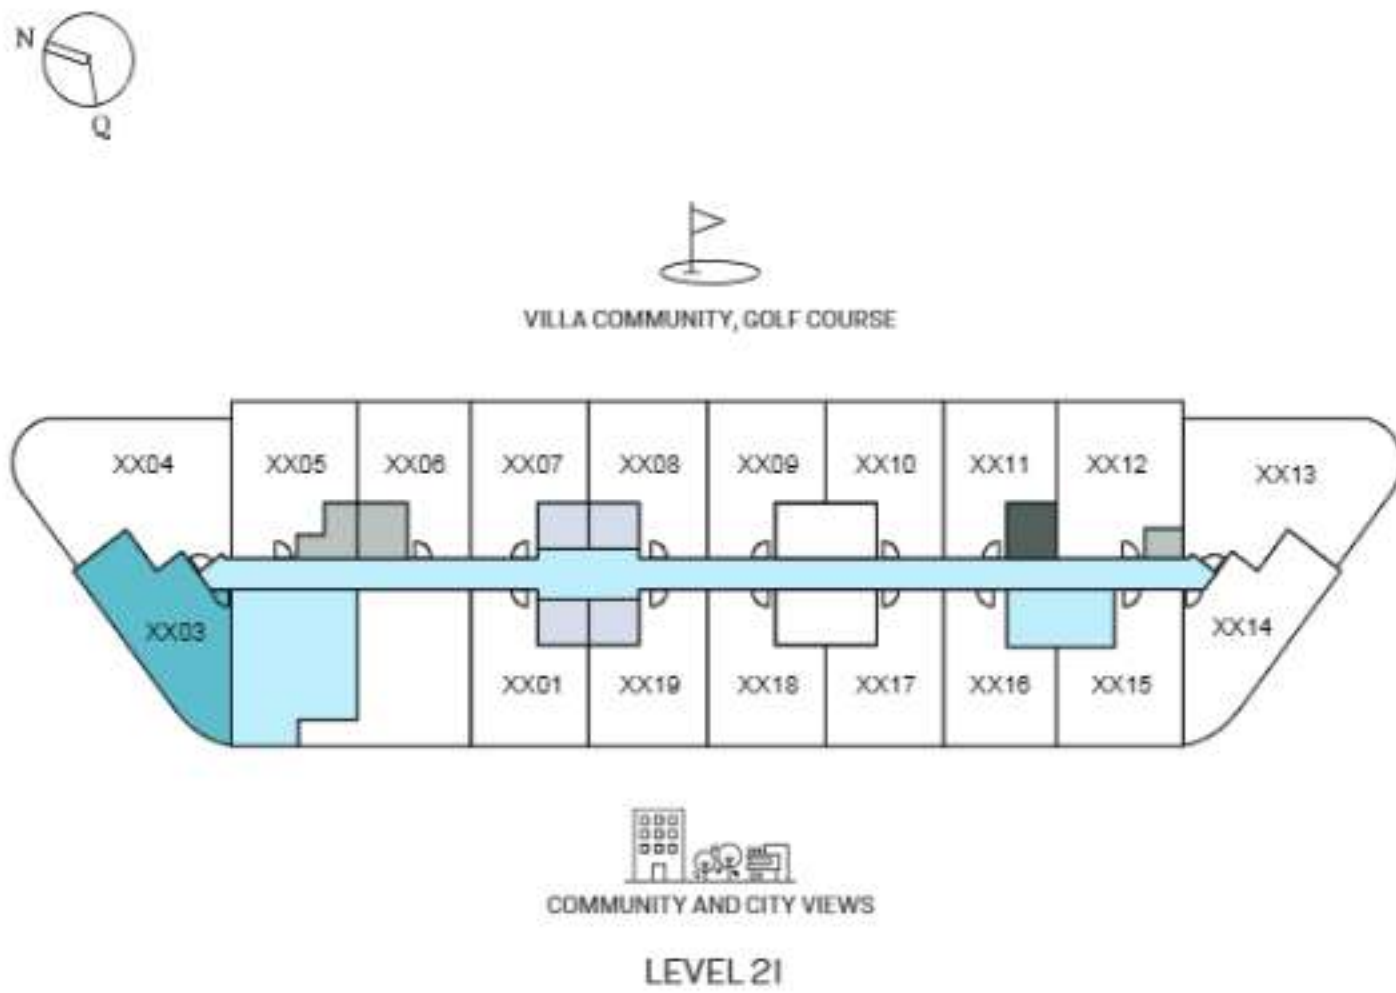 N
Q
VILLA COMMUNITY, GOLF COURSE
XX04
XX05
XX06
XX07
XX08
XX09
XX10
XX11
XX12
XX13
XX03
XX01
XX19
XX18
XX17
XX16
XX15
XX14
COMMUNITY AND CITY VIEWS
LEVEL 21